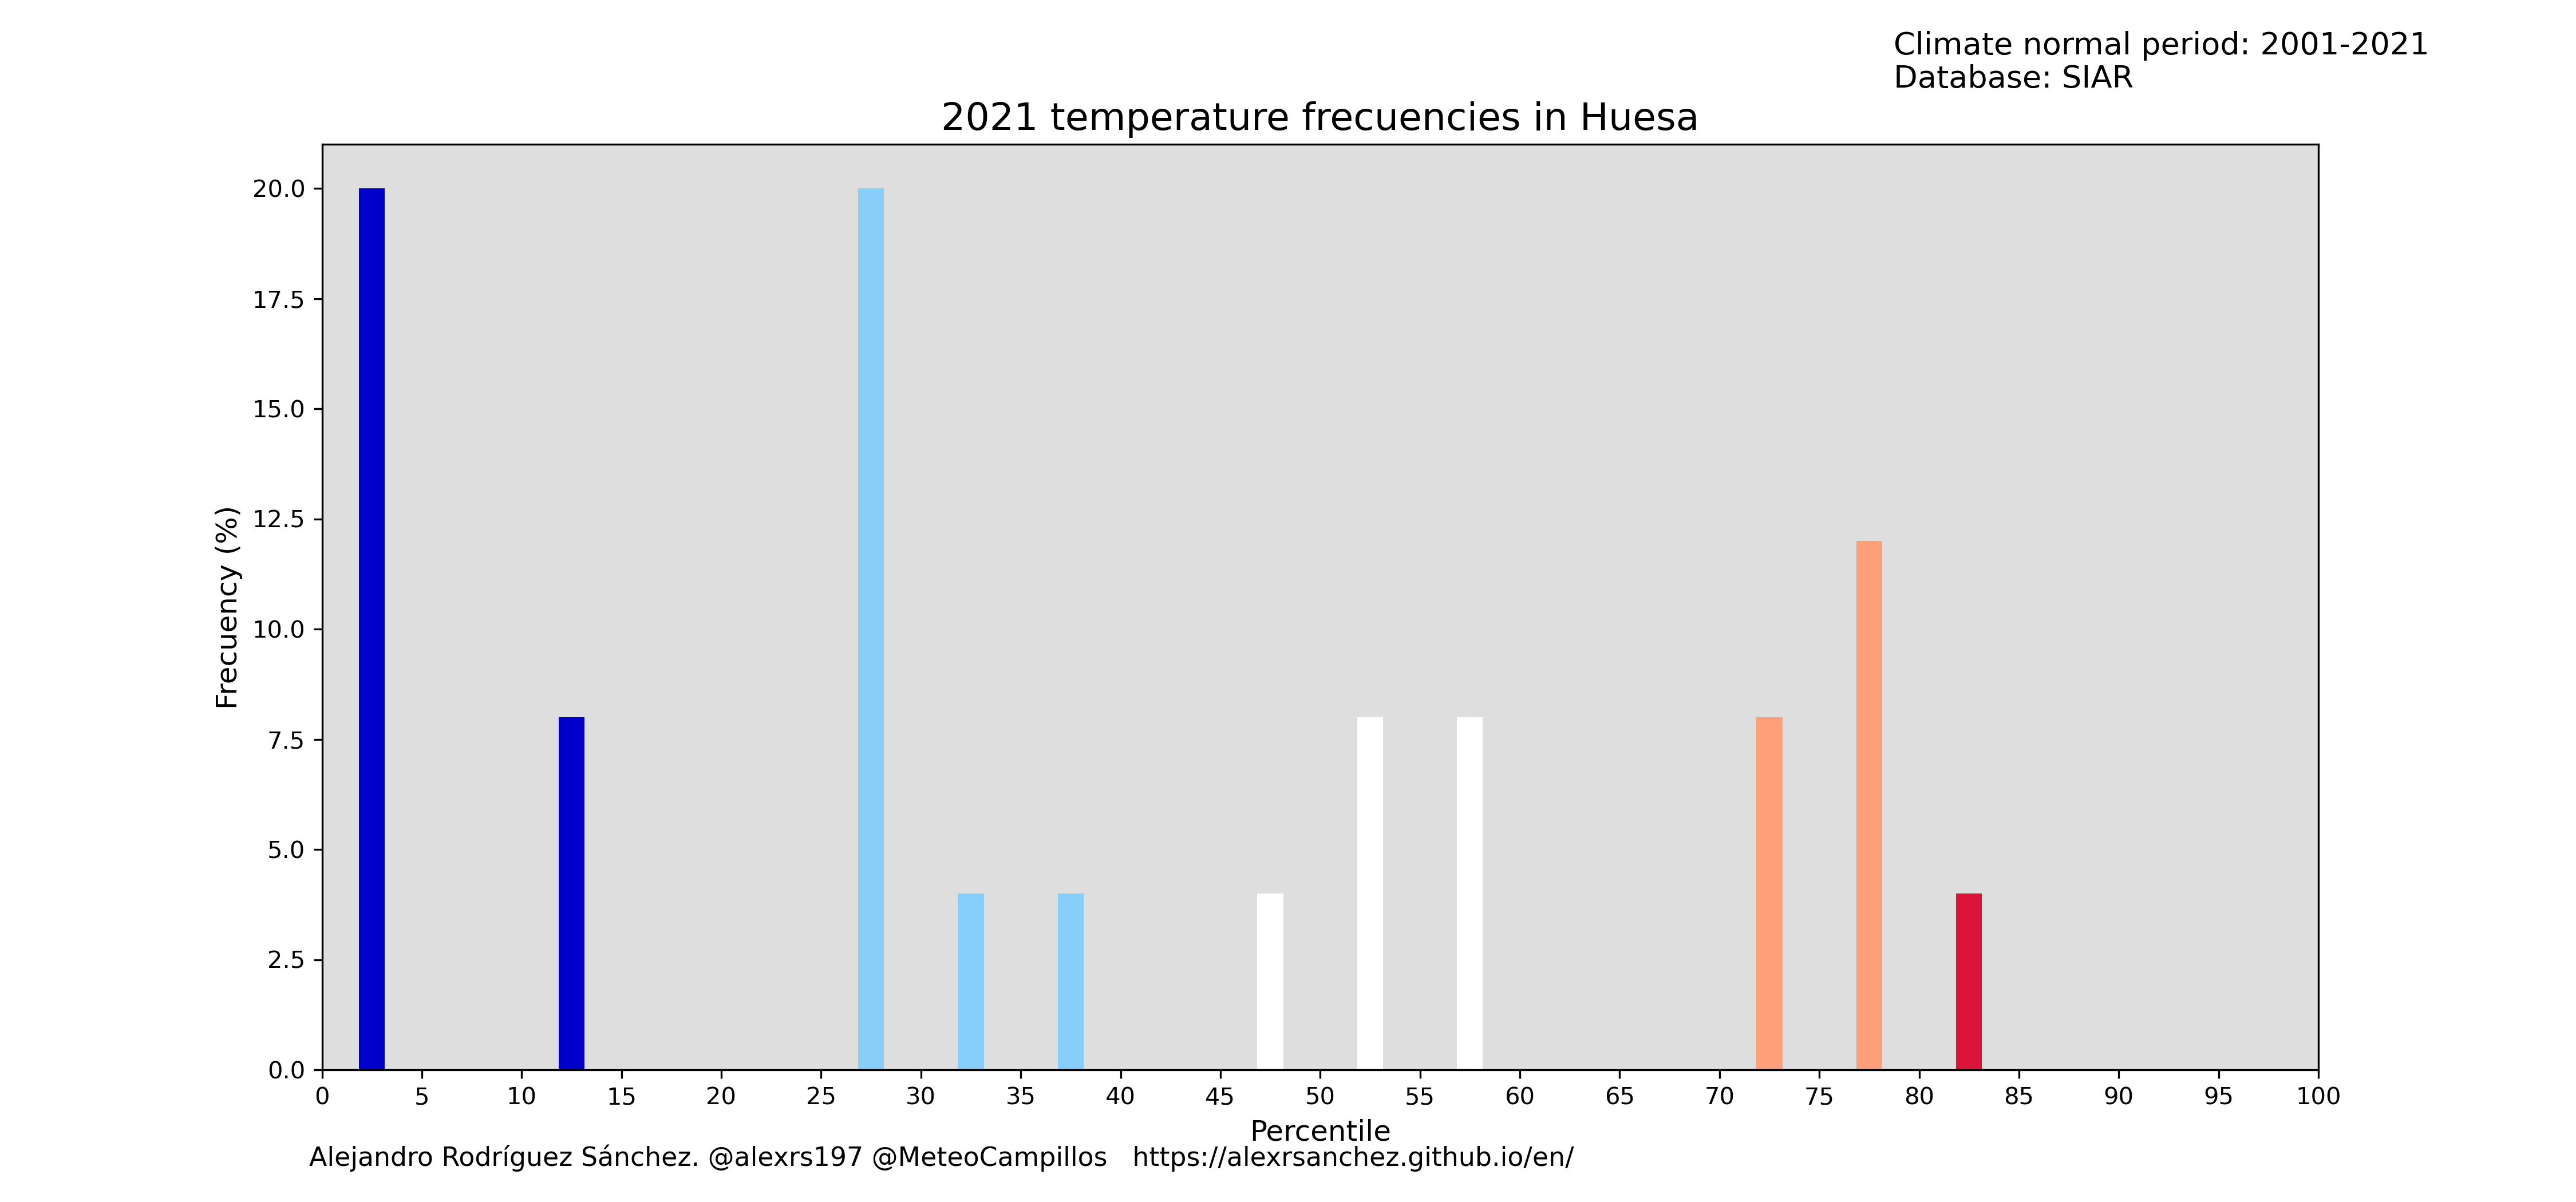 Climate normal period: 2001-2021
Database: SIAR
2021 temperature frecuencies in Huesa
20.0
17.5
15.0
12.5
10.0
7.5
5.0
2.5
0.0
Frecuency (%)
0 5 10 15 20 25 30 35 40 45 50 55 60 65 70 75 80 85 90 95 100
Percentile
Alejandro Rodríguez Sánchez. @alexrs197 @MeteoCampillos https://alexrsanchez.github.io/en/